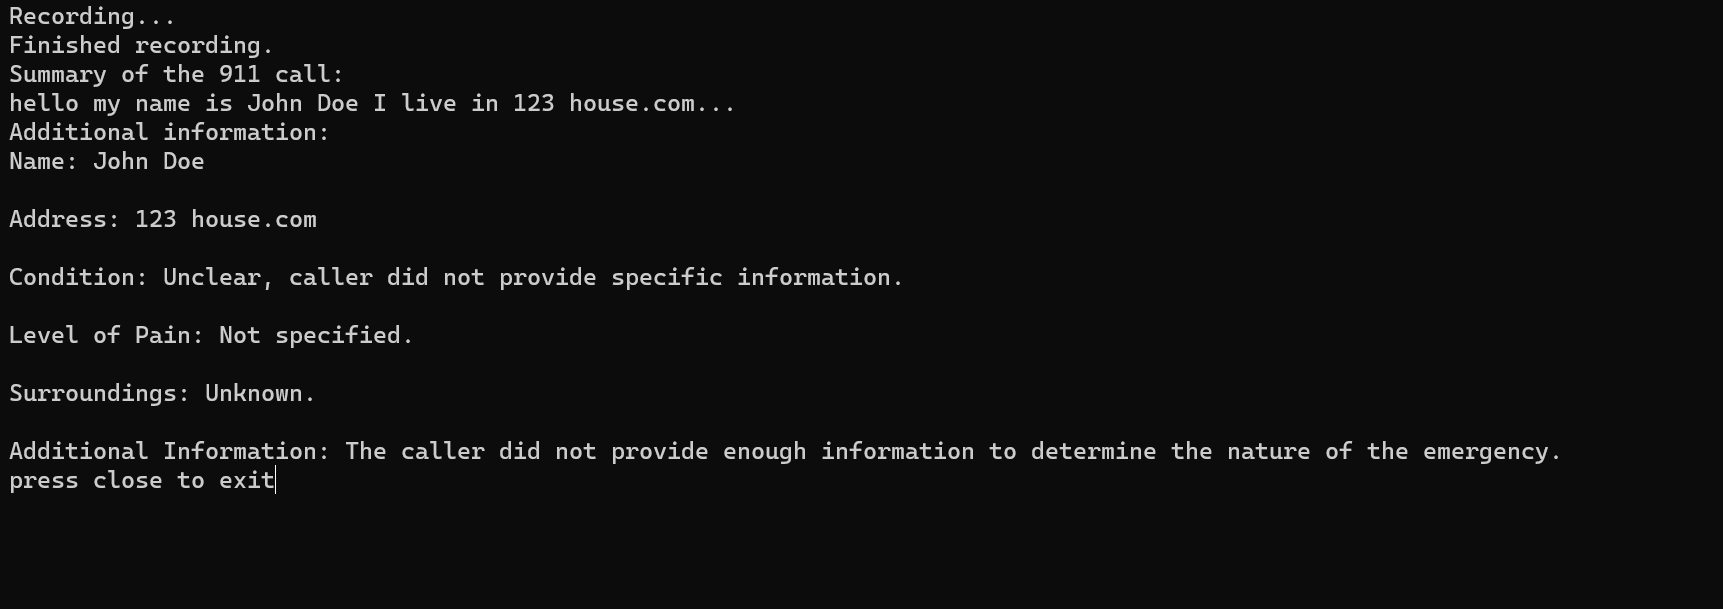 Recording...
Finished recording.
Summary of the 911 call:
hello my name is John Doe I live in 123 house.com...
Additional information:
Name: John Doe
Address: 123 house.com
Condition: Unclear, caller did not provide specific information.
Level of Pain: Not specified.
Surroundings: Unknown.
Additional Information: The caller did not provide enough information to determine the nature of the emergency.
press close to exit